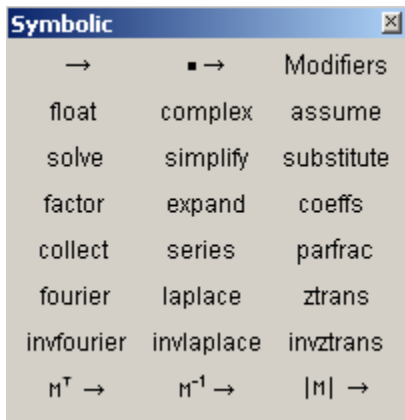 Symbolic
→ ▪ → Modifiers
float complex assume
solve simplify substitute
factor expand coeffs
collect series parfrac
fourier laplace ztrans
invfourier invlaplace invztrans
Mᵀ → M⁻¹ → |M| →